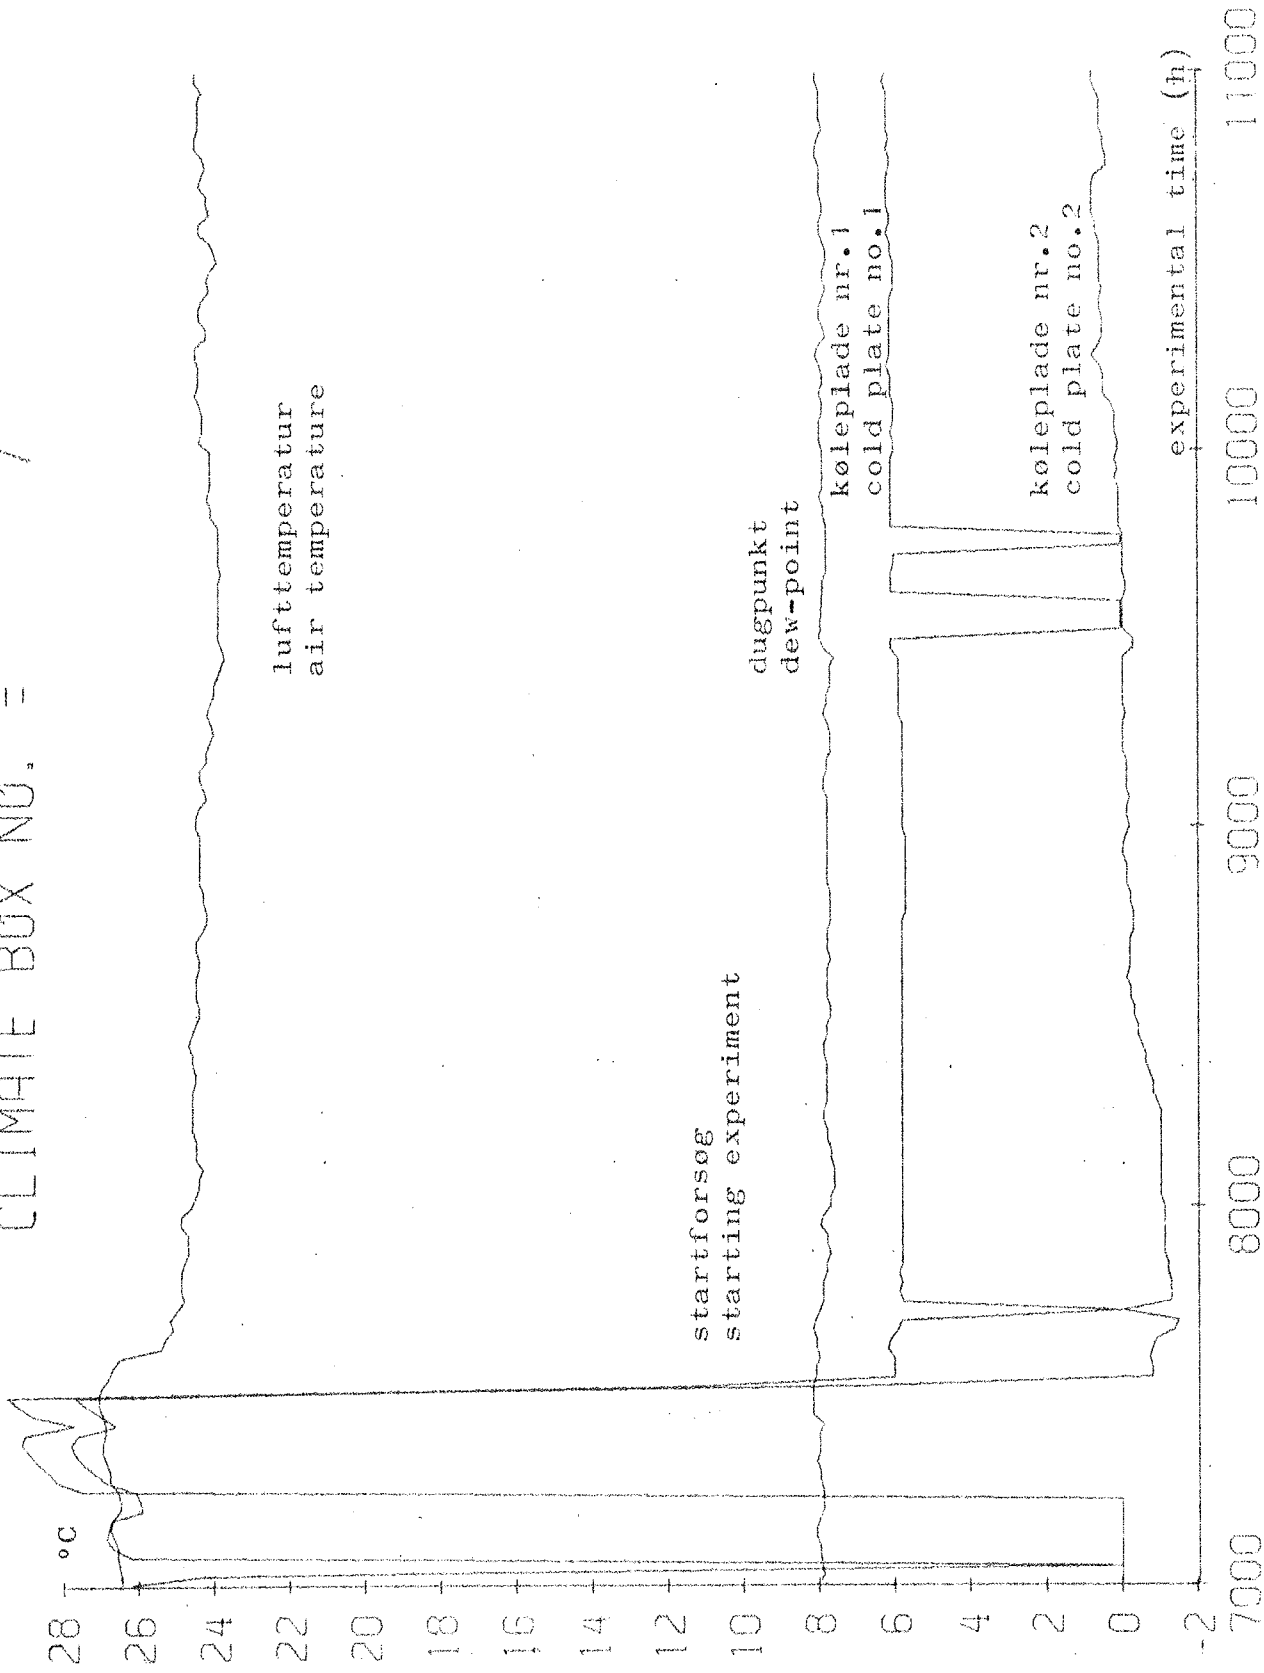 CLIMATE BOX NO. = 7
°C
28
26
24
22
20
18
16
14
12
10
8
6
4
2
0
-2
lufttemperatur
air temperature
dugpunkt
dew-point
køleplade nr.1
cold plate no.1
startforsøg
starting experiment
køleplade nr.2
cold plate no.2
experimental time (h)
7000 8000 9000 10000 11000